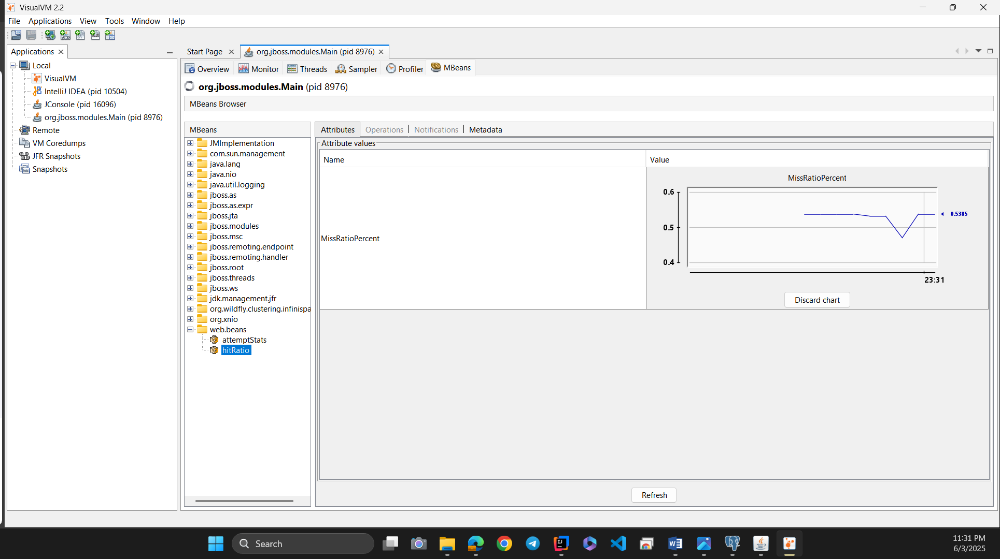 VisualVM 2.2
File Applications View Tools Window Help
Applications
Start Page
org.jboss.modules.Main (pid 8976)
Local
VisualVM
IntelliJ IDEA (pid 10504)
JConsole (pid 16096)
org.jboss.modules.Main (pid 8976)
Remote
VM Coredumps
JFR Snapshots
Snapshots
Overview Monitor Threads Sampler Profiler MBeans
org.jboss.modules.Main (pid 8976)
MBeans Browser
MBeans
JMImplementation
com.sun.management
java.lang
java.nio
java.util.logging
jboss.as
jboss.as.expr
jboss.jta
jboss.modules
jboss.msc
jboss.remoting.endpoint
jboss.remoting.handler
jboss.root
jboss.threads
jboss.ws
jdk.management.jfr
org.wildfly.clustering.infinispa
org.xnio
web.beans
attemptStats
hitRatio
Attributes Operations Notifications Metadata
Attribute values
Name Value
MissRatioPercent
MissRatioPercent
0.6
0.5
0.4
0.5385
23:31
Discard chart
Refresh
Search
11:31 PM
6/3/2025